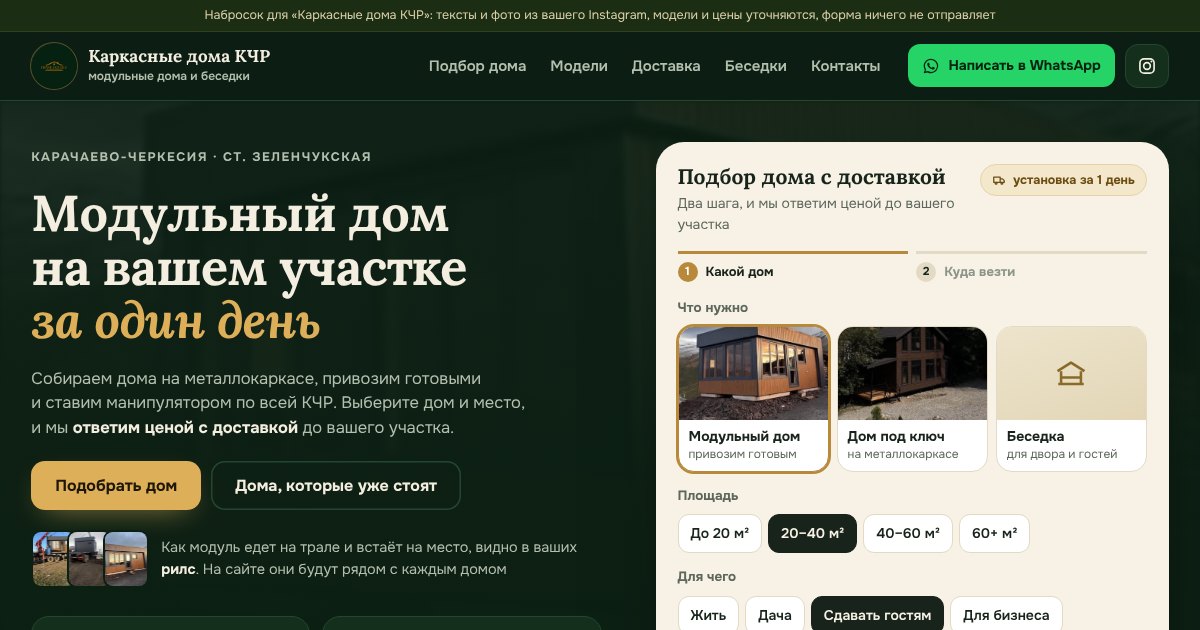 Набросок для «Каркасные дома КЧР»: тексты и фото из вашего Instagram, модели и цены уточняются, форма ничего не отправляет
Каркасные дома КЧР
модульные дома и беседки
Подбор дома
Модели
Доставка
Беседки
Контакты
Написать в WhatsApp
КАРАЧАЕВО-ЧЕРКЕСИЯ · СТ. ЗЕЛЕНЧУКСКАЯ
Модульный дом
на вашем участке
за один день
Собираем дома на металлокаркасе, привозим готовыми
и ставим манипулятором по всей КЧР. Выберите дом и место,
и мы ответим ценой с доставкой до вашего участка.
Подобрать дом
Дома, которые уже стоят
Как модуль едет на трале и встаёт на место, видно в ваших
рилс. На сайте они будут рядом с каждым домом
Подбор дома с доставкой
установка за 1 день
Два шага, и мы ответим ценой до вашего
участка
1 Какой дом
2 Куда везти
Что нужно
Модульный дом
привозим готовым
Дом под ключ
на металлокаркасе
Беседка
для двора и гостей
Площадь
До 20 м²
20–40 м²
40–60 м²
60+ м²
Для чего
Жить
Дача
Сдавать гостям
Для бизнеса